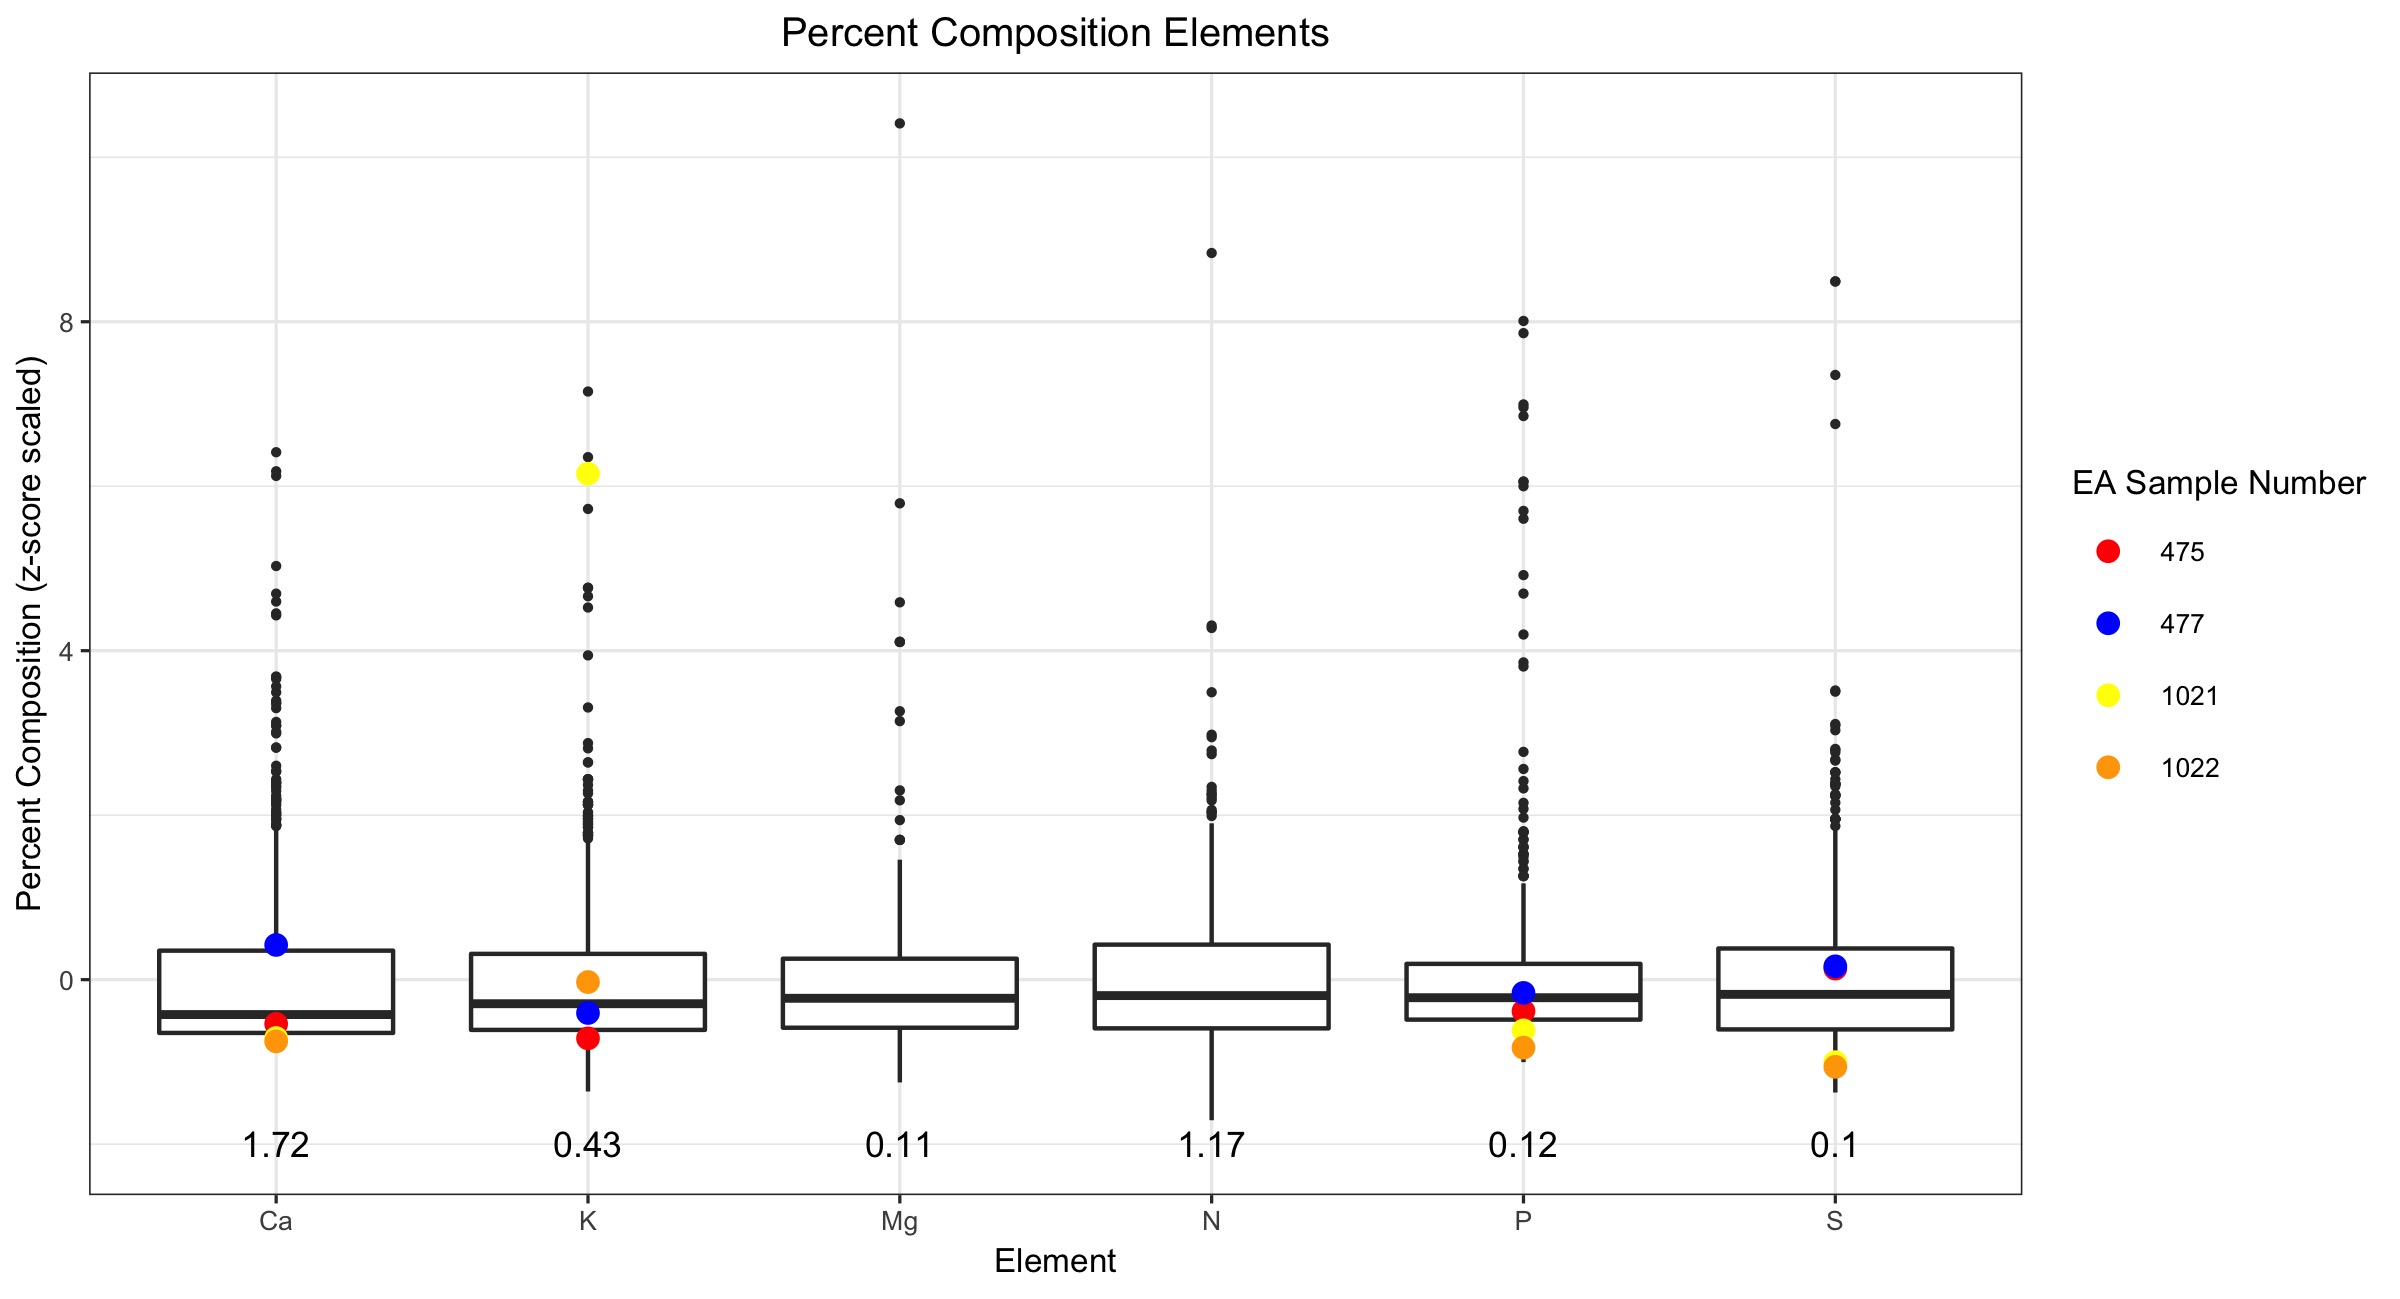 Percent Composition Elements
Percent Composition (z-score scaled)
8
4
0
1.72 0.43 0.11 1.17 0.12 0.1
Ca K Mg N P S
Element
EA Sample Number
475
477
1021
1022